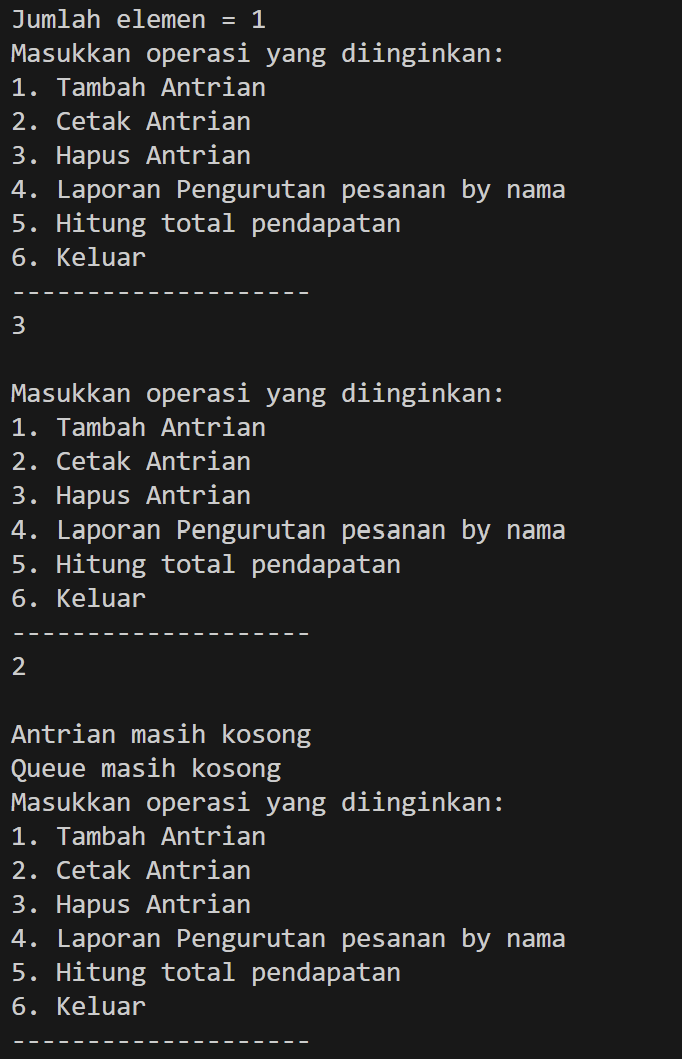 Jumlah elemen = 1
Masukkan operasi yang diinginkan:
1. Tambah Antrian
2. Cetak Antrian
3. Hapus Antrian
4. Laporan Pengurutan pesanan by nama
5. Hitung total pendapatan
6. Keluar
--------------------
3
Masukkan operasi yang diinginkan:
1. Tambah Antrian
2. Cetak Antrian
3. Hapus Antrian
4. Laporan Pengurutan pesanan by nama
5. Hitung total pendapatan
6. Keluar
--------------------
2
Antrian masih kosong
Queue masih kosong
Masukkan operasi yang diinginkan:
1. Tambah Antrian
2. Cetak Antrian
3. Hapus Antrian
4. Laporan Pengurutan pesanan by nama
5. Hitung total pendapatan
6. Keluar
--------------------